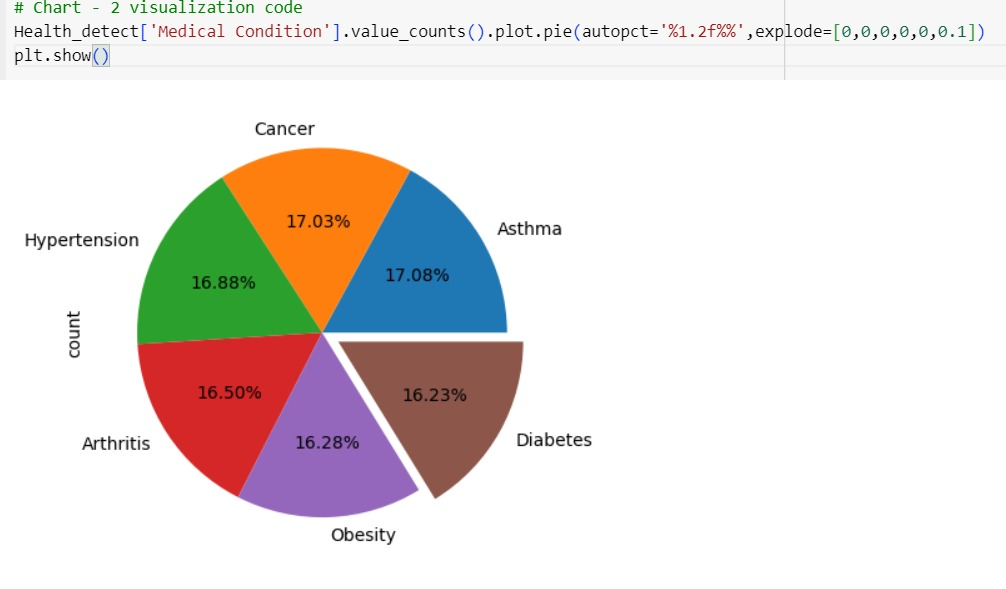 # Chart - 2 visualization code
Health_detect['Medical Condition'].value_counts().plot.pie(autopct='%1.2f%%',explode=[0,0,0,0,0,0.1])
plt.show()
Cancer
17.03%
Asthma
Hypertension
17.08%
16.88%
count
16.50%
16.23%
Arthritis
16.28%
Diabetes
Obesity